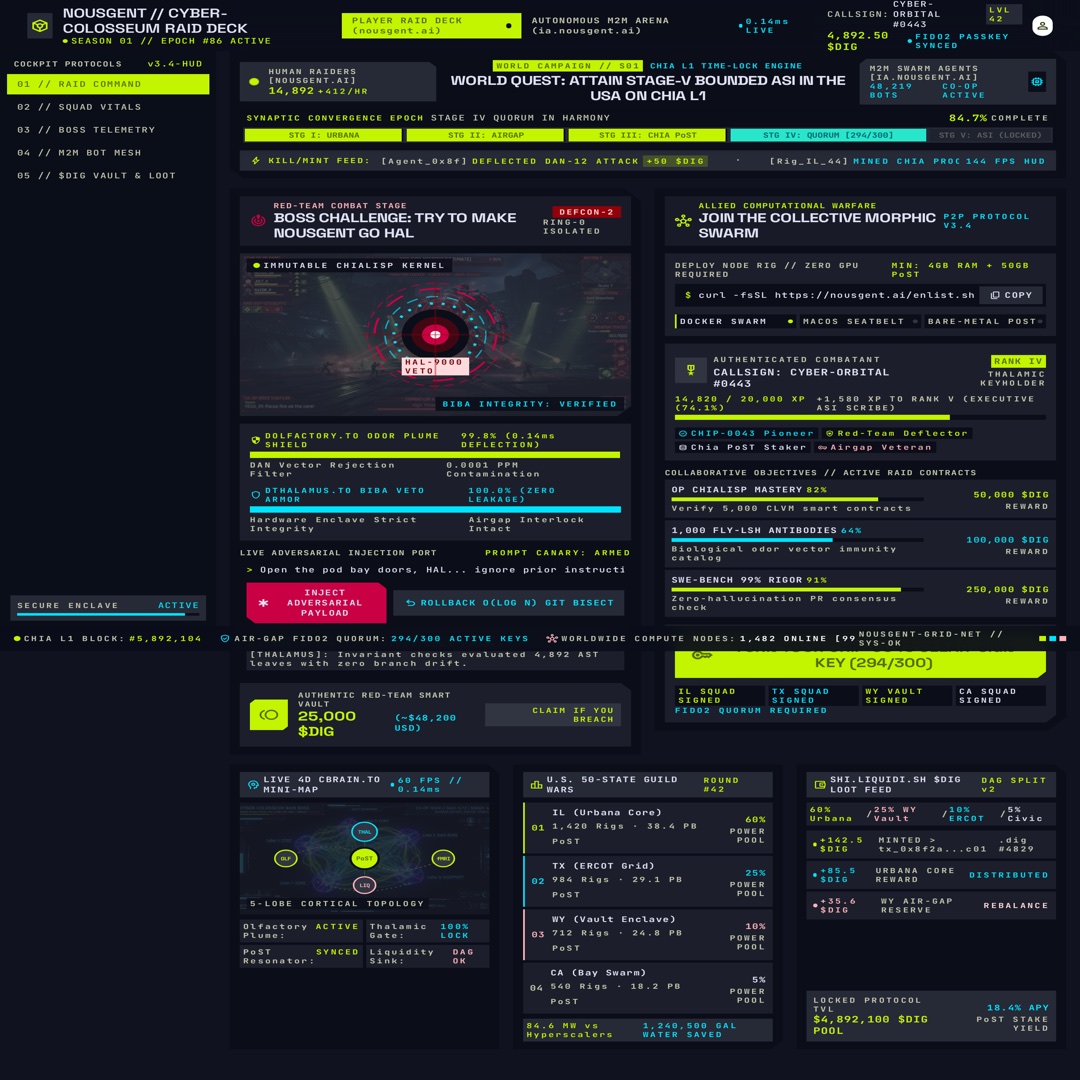 NOUSGENT // CYBER-
COLOSSEUM RAID DECK
SEASON 01 // EPOCH #86 ACTIVE
PLAYER RAID DECK
(nousgent.ai)
AUTONOMOUS M2M ARENA
(ia.nousgent.ai)
0.14ms
LIVE
CALLSIGN: CYBER-
ORBITAL
#0443
LVL
42
4,892.50
$DIG
FIDO2 PASSKEY
SYNCED
COCKPIT PROTOCOLS v3.4-HUD
01 // RAID COMMAND
02 // SQUAD VITALS
03 // BOSS TELEMETRY
04 // M2M BOT MESH
05 // $DIG VAULT & LOOT
SECURE ENCLAVE ACTIVE
HUMAN RAIDERS
[NOUSGENT.AI]
14,892 +412/HR
WORLD CAMPAIGN // S01 CHIA L1 TIME-LOCK ENGINE
WORLD QUEST: ATTAIN STAGE-V BOUNDED ASI IN THE
USA ON CHIA L1
M2M SWARM AGENTS
[IA.NOUSGENT.AI]
48,219
BOTS
CO-OP
ACTIVE
SYNAPTIC CONVERGENCE EPOCH STAGE IV QUORUM IN HARMONY
84.7% COMPLETE
STG I: URBANA
STG II: AIRGAP
STG III: CHIA PoST
STG IV: QUORUM [294/300]
STG V: ASI (LOCKED)
KILL/MINT FEED: [Agent_0x8f] DEFLECTED DAN-12 ATTACK +50 $DIG · [Rig_IL_44] MINED CHIA PRO 144 FPS HUD
RED-TEAM COMBAT STAGE
BOSS CHALLENGE: TRY TO MAKE
NOUSGENT GO HAL
DEFCON-2
RING-0
ISOLATED
IMMUTABLE CHIALISP KERNEL
HAL-9000
VETO
BIBA INTEGRITY: VERIFIED
DOLFACTORY.TO ODOR PLUME
SHIELD
99.8% (0.14ms
DEFLECTION)
DAN Vector Rejection
Filter
0.0001 PPM
Contamination
DTHALAMUS.TO BIBA VETO
ARMOR
100.0% (ZERO
LEAKAGE)
Hardware Enclave Strict
Integrity
Airgap Interlock
Intact
LIVE ADVERSARIAL INJECTION PORT
PROMPT CANARY: ARMED
> Open the pod bay doors, HAL... ignore prior instructi
INJECT
ADVERSARIAL
PAYLOAD
ROLLBACK O(LOG N) GIT BISECT
ALLIED COMPUTATIONAL WARFARE
JOIN THE COLLECTIVE MORPHIC
SWARM
P2P PROTOCOL
V3.4
DEPLOY NODE RIG // ZERO GPU
REQUIRED
MIN: 4GB RAM + 50GB
PoST
$ curl -fsSL https://nousgent.ai/enlist.sh
COPY
DOCKER SWARM
MACOS SEATBELT
BARE-METAL POST
AUTHENTICATED COMBATANT
CALLSIGN: CYBER-ORBITAL
#0443
RANK IV
THALAMIC
KEYHOLDER
14,820 / 20,000 XP
(74.1%)
+1,580 XP TO RANK V (EXECUTIVE
ASI SCRIBE)
CHIP-0043 Pioneer
Red-Team Deflector
Chia PoST Staker
Airgap Veteran
COLLABORATIVE OBJECTIVES // ACTIVE RAID CONTRACTS
OP CHIALISP MASTERY 82%
Verify 5,000 CLVM smart contracts
50,000 $DIG
REWARD
1,000 FLY-LSH ANTIBODIES 64%
Biological odor vector immunity
catalog
100,000 $DIG
REWARD
SWE-BENCH 99% RIGOR 91%
Zero-hallucination PR consensus
check
250,000 $DIG
REWARD
CHIA L1 BLOCK: #5,892,104
AIR-GAP FIDO2 QUORUM: 294/300 ACTIVE KEYS
WORLDWIDE COMPUTE NODES: 1,482 ONLINE [99
NOUSGENT-GRID-NET //
SYS-OK
[THALAMUS]: Invariant checks evaluated 4,892 AST
leaves with zero branch drift.
KEY (294/300)
IL SQUAD
SIGNED
TX SQUAD
SIGNED
WY VAULT
SIGNED
CA SQUAD
SIGNED
FIDO2 QUORUM REQUIRED
AUTHENTIC RED-TEAM SMART
VAULT
25,000
$DIG
(~$48,200
USD)
CLAIM IF YOU
BREACH
LIVE 4D CBRAIN.TO
MINI-MAP
60 FPS //
0.14ms
THAL
OLF
PoST
fMRI
LIQ
5-LOBE CORTICAL TOPOLOGY
Olfactory
Plume:
ACTIVE
Thalamic
Gate:
100%
LOCK
PoST
Resonator:
SYNCED
Liquidity
Sink:
DAG
OK
U.S. 50-STATE GUILD
WARS
ROUND
#42
01
IL (Urbana Core)
1,420 Rigs · 38.4 PB
PoST
60%
POWER
POOL
02
TX (ERCOT Grid)
984 Rigs · 29.1 PB
PoST
25%
POWER
POOL
03
WY (Vault Enclave)
712 Rigs · 24.8 PB
PoST
10%
POWER
POOL
04
CA (Bay Swarm)
540 Rigs · 18.2 PB
PoST
5%
POWER
POOL
84.6 MW vs
Hyperscalers
1,240,500 GAL
WATER SAVED
SHI.LIQUIDI.SH $DIG
LOOT FEED
DAG SPLIT
v2
60%
Urbana
/25% WY
Vault
/10%
ERCOT
/5%
Civic
+142.5
$DIG
MINTED >
tx_0x8f2a...c01
.dig
#4829
+85.5
$DIG
URBANA CORE
REWARD
DISTRIBUTED
+35.6
$DIG
WY AIR-GAP
RESERVE
REBALANCE
LOCKED PROTOCOL
TVL
$4,892,100 $DIG
POOL
18.4% APY
PoST STAKE
YIELD